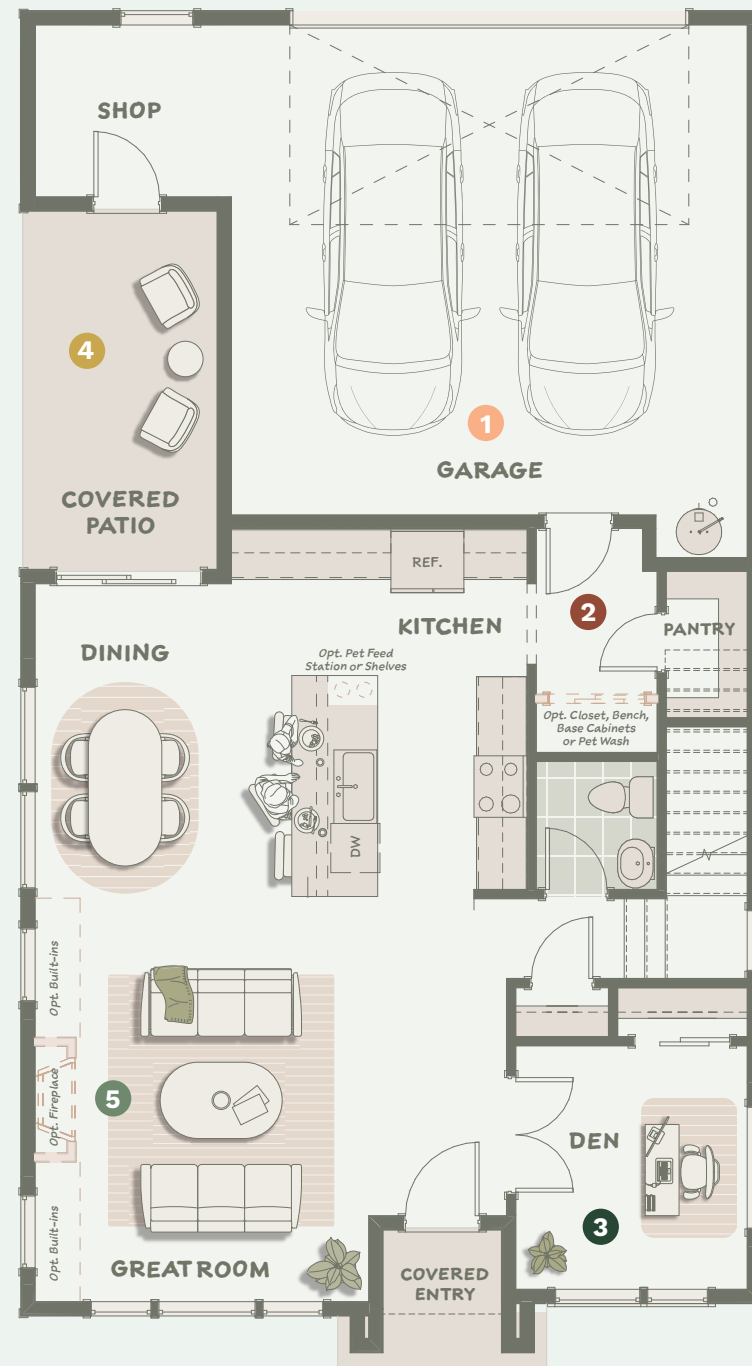 SHOP
4
1
GARAGE
COVERED
PATIO
REF.
2
KITCHEN
PANTRY
DINING
Opt. Pet Feed
Station or Shelves
Opt. Closet, Bench,
Base Cabinets
or Pet Wash
DW
Opt. Built-ins
5
Opt. Fireplace
DEN
3
Opt. Built-ins
GREAT ROOM
COVERED
ENTRY